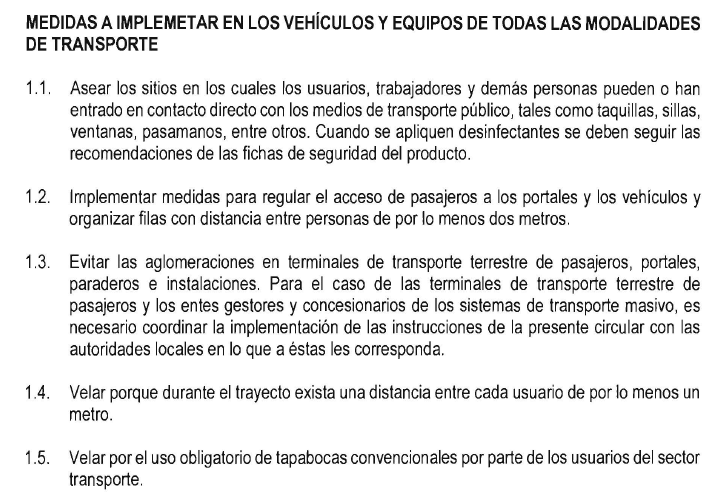 MEDIDAS A IMPLEMETAR EN LOS VEHÍCULOS Y EQUIPOS DE TODAS LAS MODALIDADES
DE TRANSPORTE
1.1. Asear los sitios en los cuales los usuarios, trabajadores y demás personas pueden o han
entrado en contacto directo con los medios de transporte público, tales como taquillas, sillas,
ventanas, pasamanos, entre otros. Cuando se apliquen desinfectantes se deben seguir las
recomendaciones de las fichas de seguridad del producto.
1.2. Implementar medidas para regular el acceso de pasajeros a los portales y los vehículos y
organizar filas con distancia entre personas de por lo menos dos metros.
1.3. Evitar las aglomeraciones en terminales de transporte terrestre de pasajeros, portales,
paraderos e instalaciones. Para el caso de las terminales de transporte terrestre de
pasajeros y los entes gestores y concesionarios de los sistemas de transporte masivo, es
necesario coordinar la implementación de las instrucciones de la presente circular con las
autoridades locales en lo que a éstas les corresponda.
1.4. Velar porque durante el trayecto exista una distancia entre cada usuario de por lo menos un
metro.
1.5. Velar por el uso obligatorio de tapabocas convencionales por parte de los usuarios del sector
transporte.